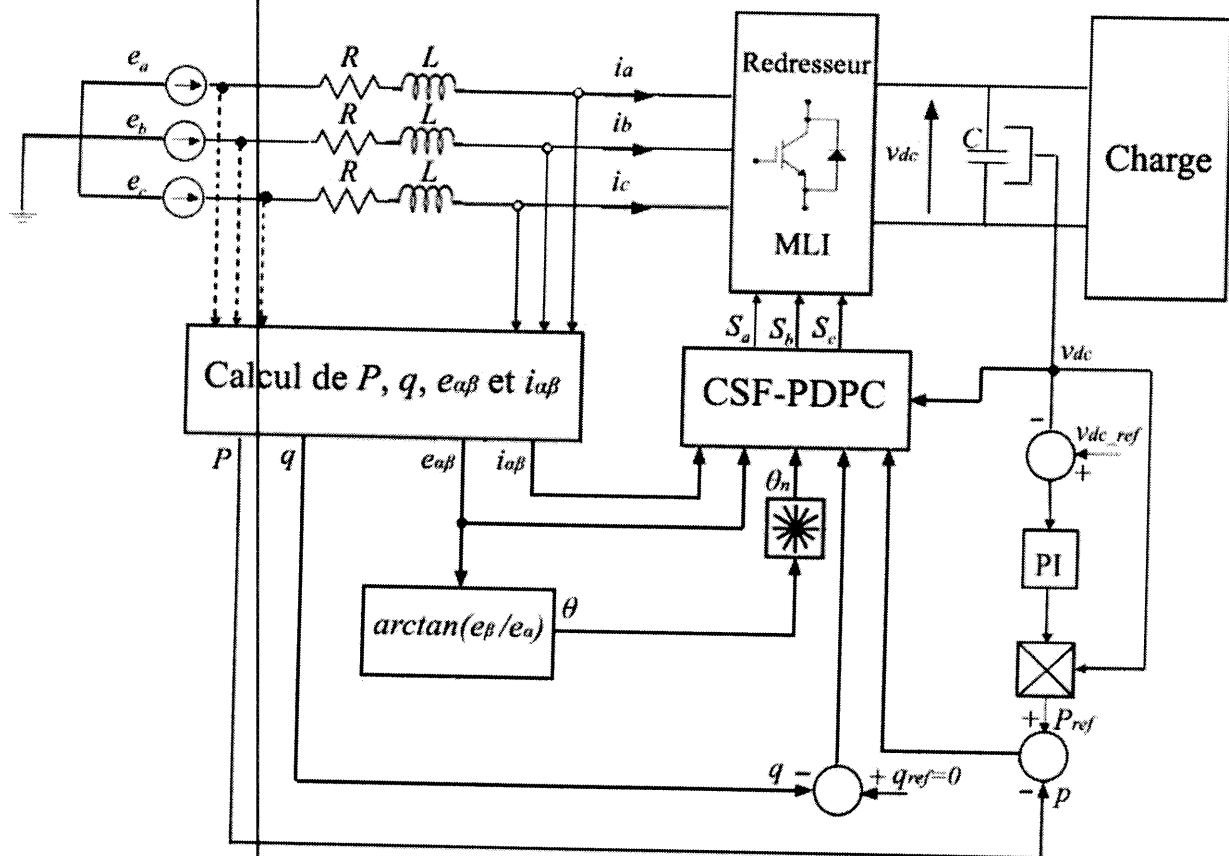 e_a R L i_a
e_b R L i_b
e_c R L i_c
Redresseur
MLI
v_dc
C
Charge
S_a S_b S_c
v_dc
Calcul de P, q, e_αβ et i_αβ
CSF-PDPC
P q e_αβ i_αβ
θ_n
-
v_dc_ref
+
PI
arctan(e_β/e_α)
θ
+ P_ref
q - + q_ref=0
- p